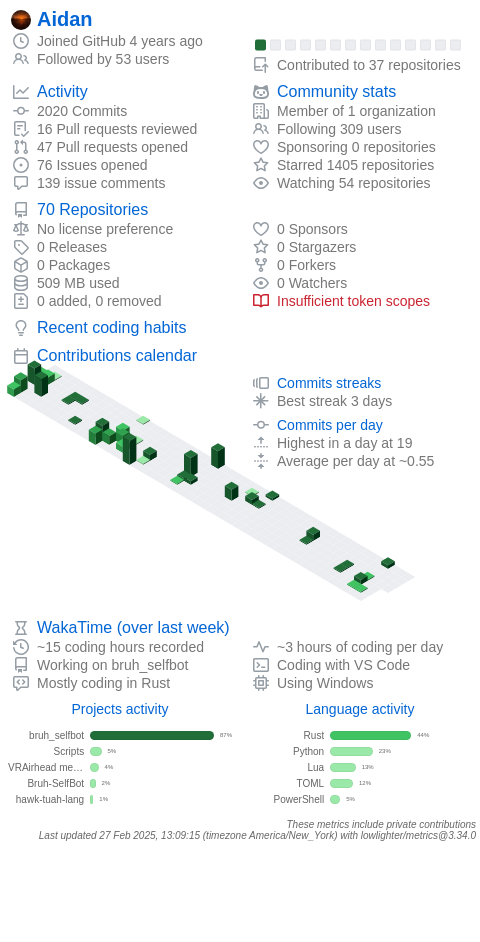 Aidan
Joined GitHub 4 years ago
Followed by 53 users
Contributed to 37 repositories
Activity
2020 Commits
16 Pull requests reviewed
47 Pull requests opened
76 Issues opened
139 issue comments
Community stats
Member of 1 organization
Following 309 users
Sponsoring 0 repositories
Starred 1405 repositories
Watching 54 repositories
70 Repositories
No license preference
0 Releases
0 Packages
509 MB used
0 added, 0 removed
0 Sponsors
0 Stargazers
0 Forkers
0 Watchers
Insufficient token scopes
Recent coding habits
Contributions calendar
Commits streaks
Best streak 3 days
Commits per day
Highest in a day at 19
Average per day at ~0.55
WakaTime (over last week)
~15 coding hours recorded
Working on bruh_selfbot
Mostly coding in Rust
~3 hours of coding per day
Coding with VS Code
Using Windows
Projects activity
bruh_selfbot 87%
Scripts 5%
VRAirhead me... 4%
Bruh-SelfBot 2%
hawk-tuah-lang 1%
Language activity
Rust 44%
Python 23%
Lua 13%
TOML 12%
PowerShell 5%
These metrics include private contributions
Last updated 27 Feb 2025, 13:09:15 (timezone America/New_York) with lowlighter/metrics@3.34.0